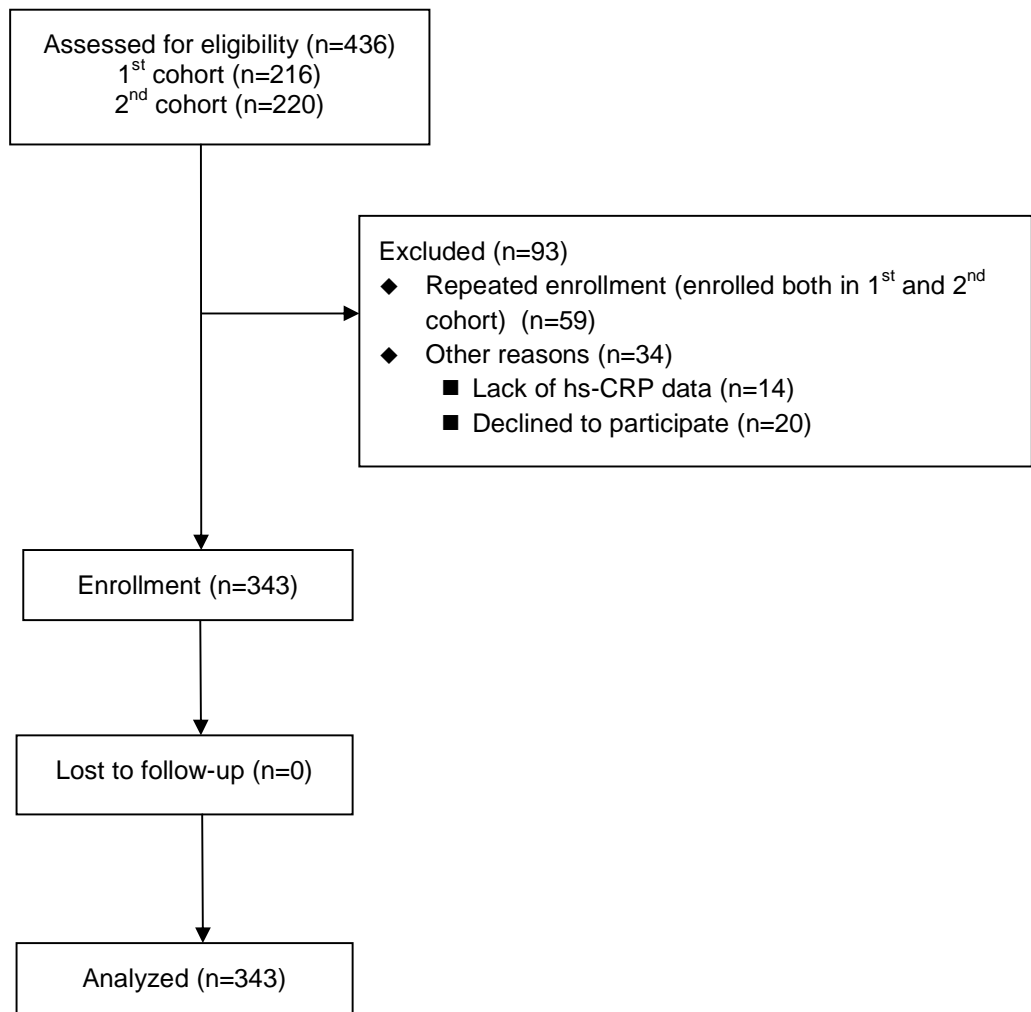 Assessed for eligibility (n=436)
1st cohort (n=216)
2nd cohort (n=220)
Excluded (n=93)
◆ Repeated enrollment (enrolled both in 1st and 2nd
cohort) (n=59)
◆ Other reasons (n=34)
■ Lack of hs-CRP data (n=14)
■ Declined to participate (n=20)
Enrollment (n=343)
Lost to follow-up (n=0)
Analyzed (n=343)